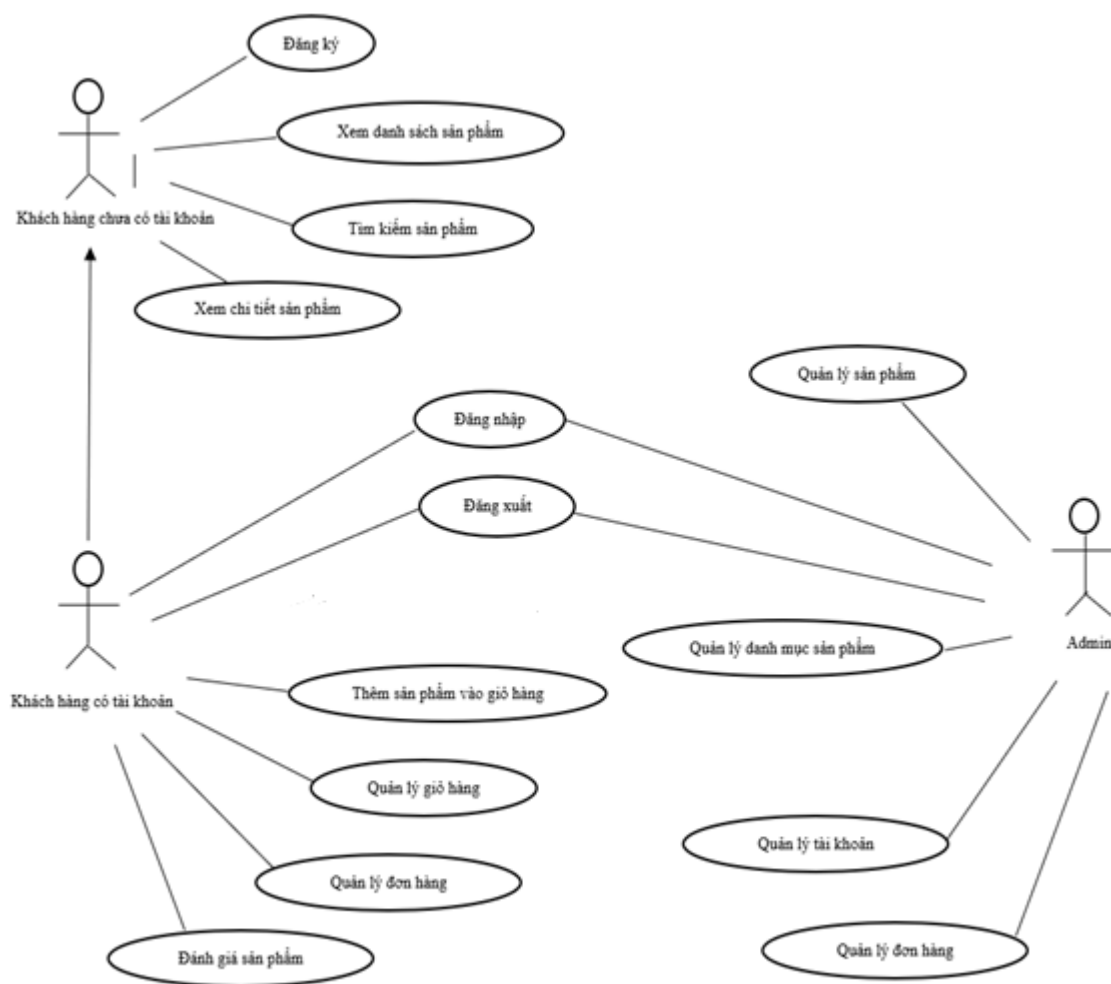 Đăng ký
Xem danh sách sản phẩm
Khách hàng chưa có tài khoản
Tìm kiếm sản phẩm
Xem chi tiết sản phẩm
Quản lý sản phẩm
Đăng nhập
Đăng xuất
Admin
Quản lý danh mục sản phẩm
Khách hàng có tài khoản
Thêm sản phẩm vào giỏ hàng
Quản lý giỏ hàng
Quản lý tài khoản
Quản lý đơn hàng
Quản lý đơn hàng
Đánh giá sản phẩm